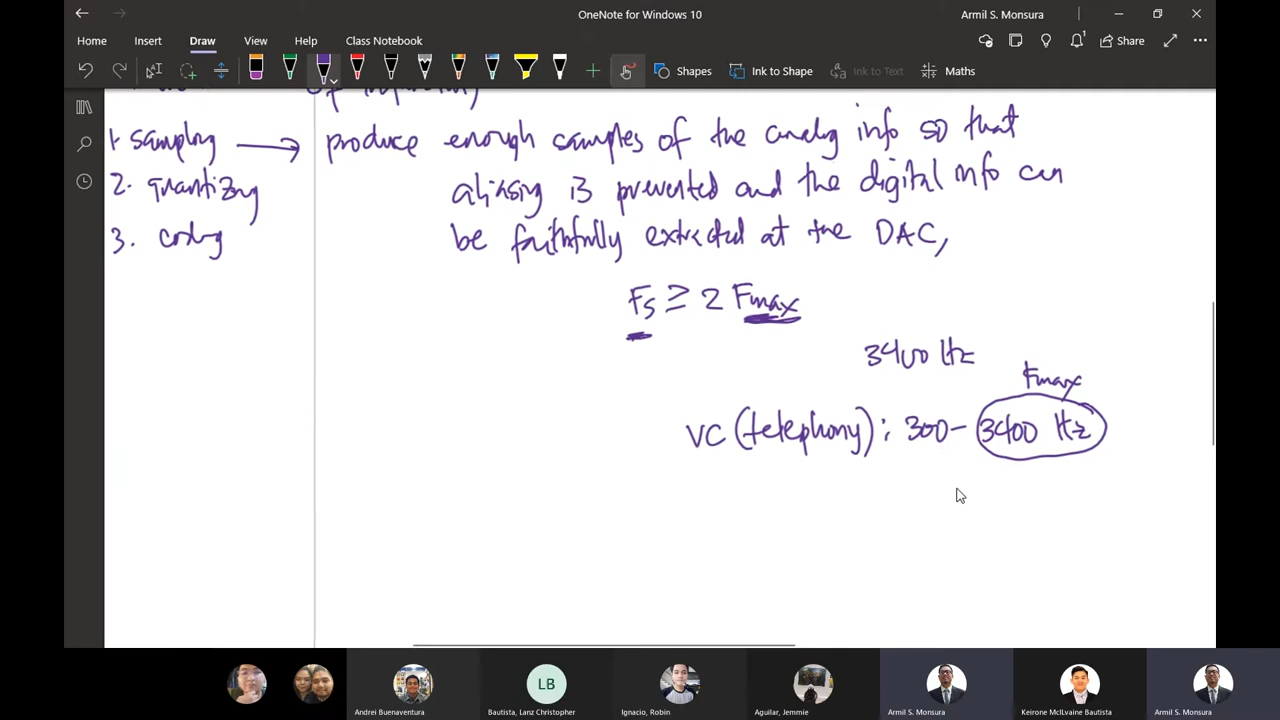 OneNote for Windows 10
Armil S. Monsura
Home Insert Draw View Help Class Notebook
Share
Shapes Ink to Shape Ink to Text Maths
1. sampling → produce enough samples of the analog info so that
2. quantizing aliasing is prevented and the digital info can
3. coding be faithfully extracted at the DAC,
Fs ≥ 2 Fmax
3400 Hz
Fmax
VC (telephony): 300 - 3400 Hz
LB
Andrei Buenaventura Bautista, Lanz Christopher Ignacio, Robin Aguilar, Jemmie Armil S. Monsura Keirone McIlvaine Bautista Armil S. Monsura